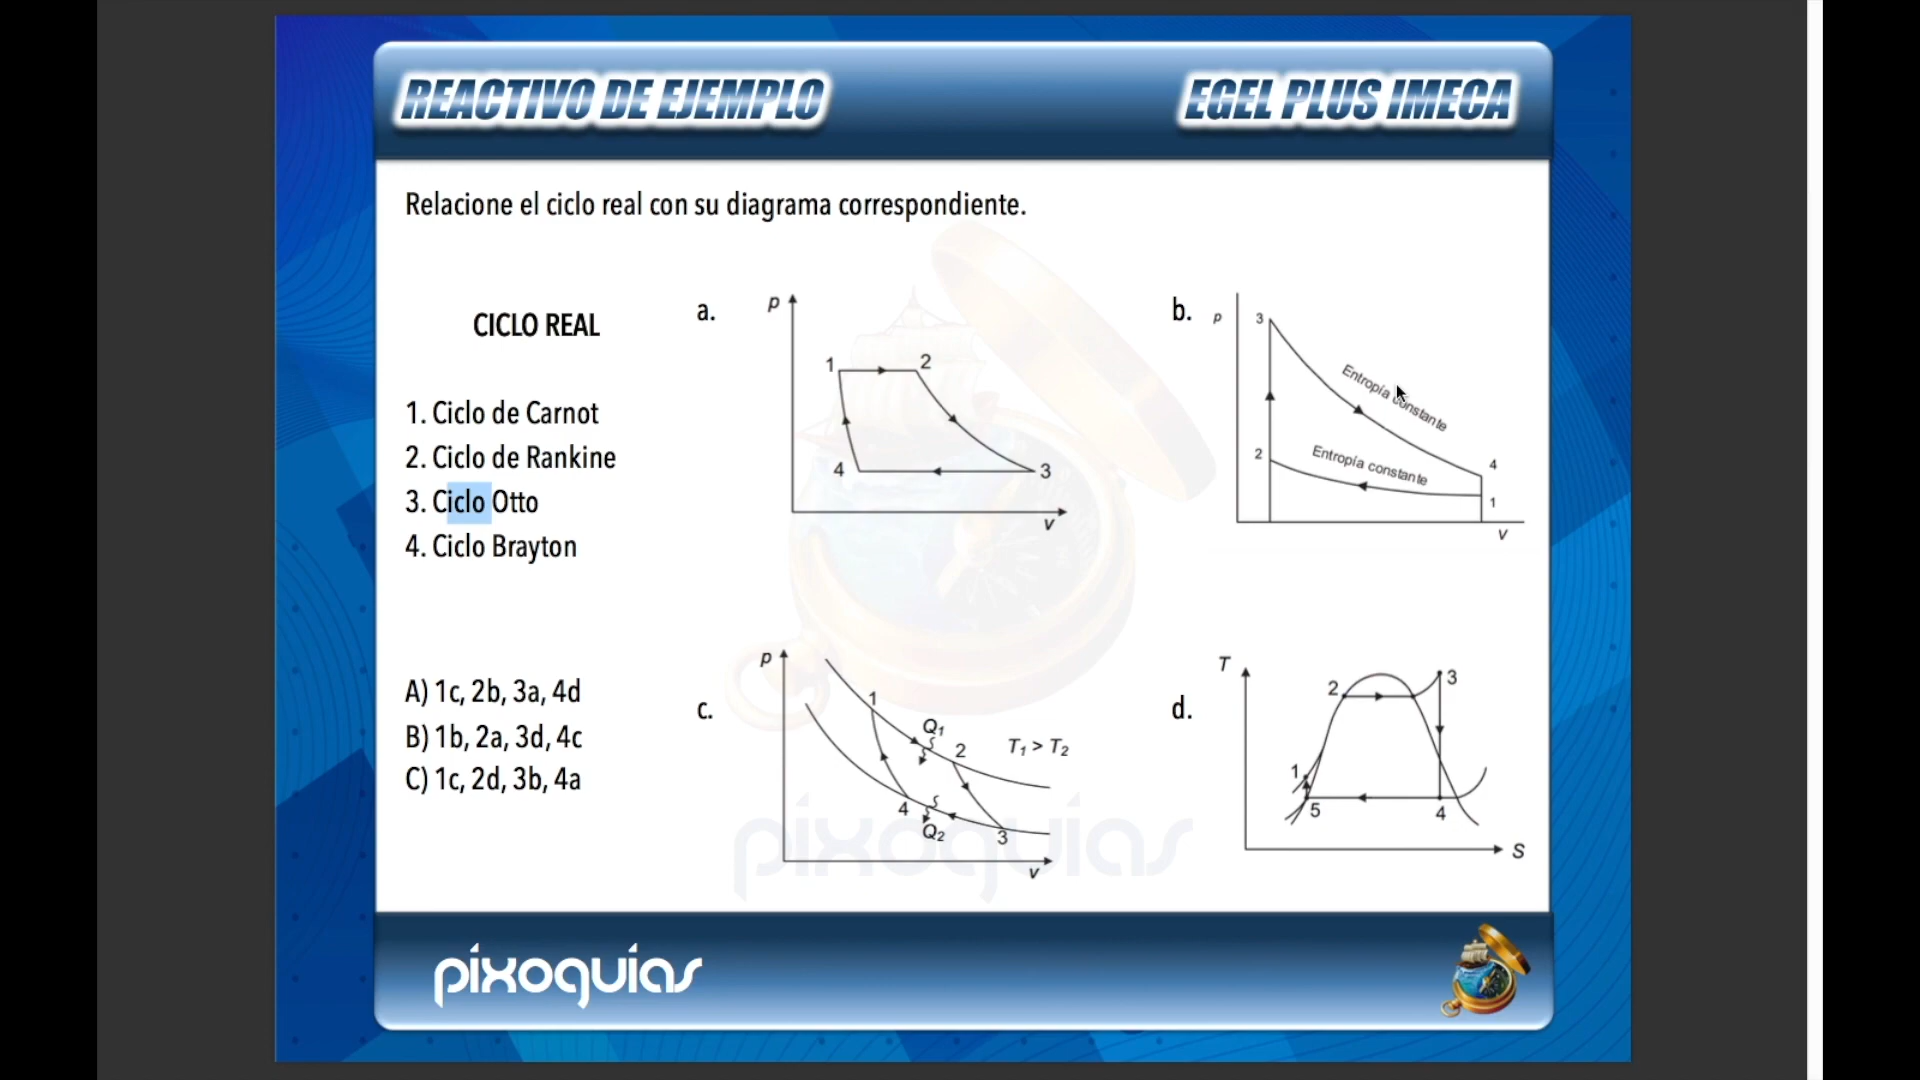 REACTIVO DE EJEMPLO
EGEL PLUS IMECA
Relacione el ciclo real con su diagrama correspondiente.
CICLO REAL
1. Ciclo de Carnot
2. Ciclo de Rankine
3. Ciclo Otto
4. Ciclo Brayton
A) 1c, 2b, 3a, 4d
B) 1b, 2a, 3d, 4c
C) 1c, 2d, 3b, 4a
a.
p
1
2
4
3
v
b.
p
3
Entropía constante
2
Entropía constante
4
1
v
c.
p
1
Q1
2
T1 > T2
4
Q2
3
v
d.
T
2
3
1
5
4
S
pixoguias
pixoguias